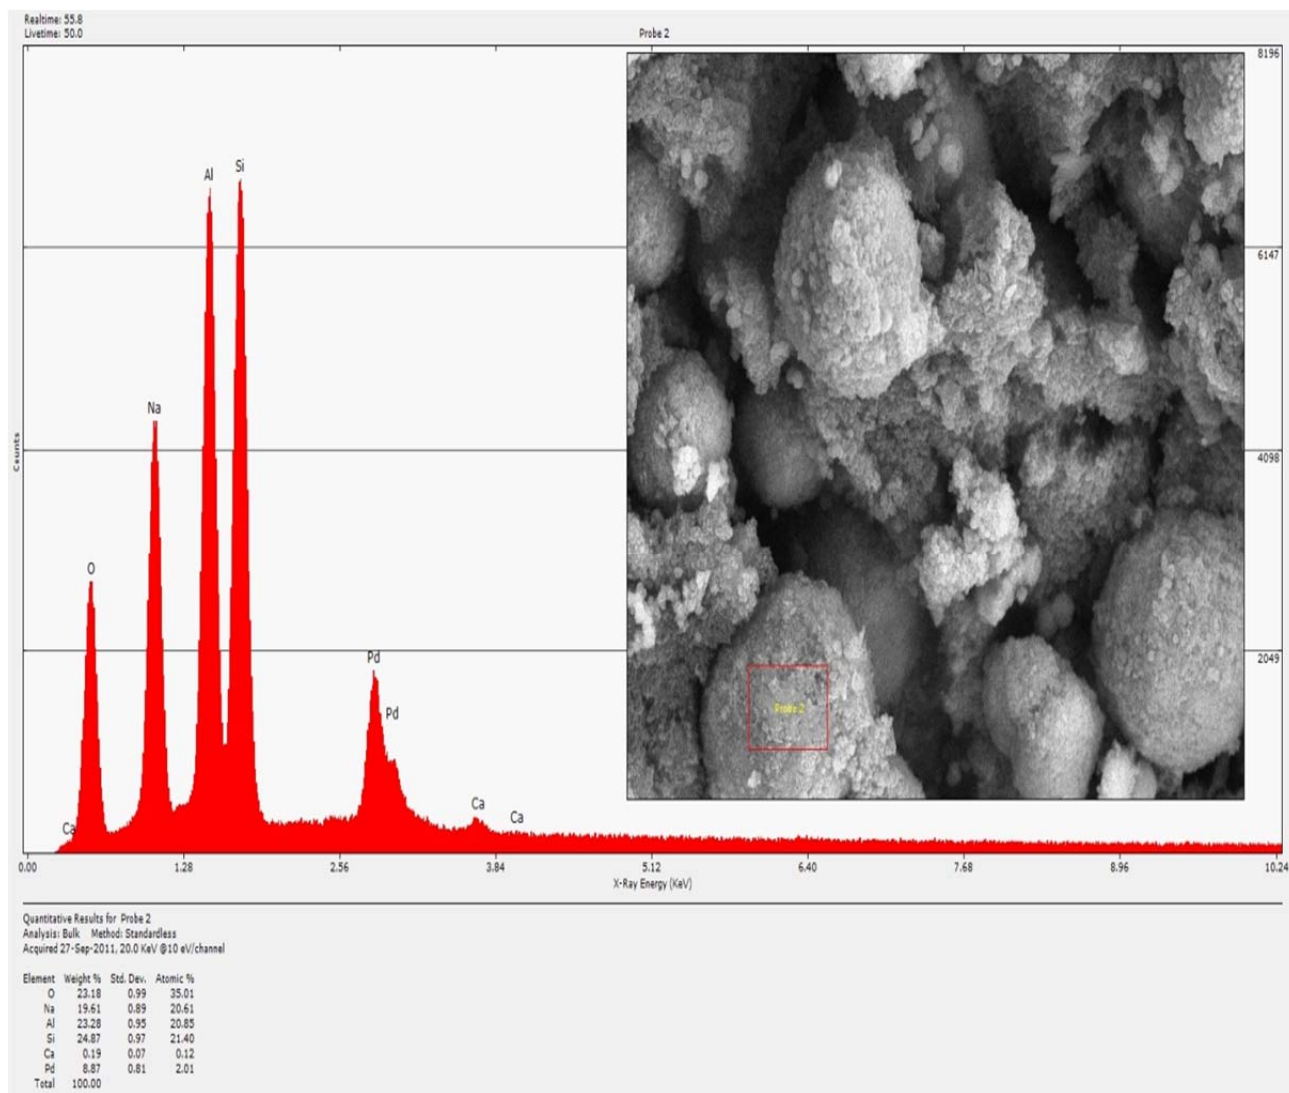 Realtime: 55.8
Livetime: 50.0
Probe 2
8196
6147
4098
2049
Counts
Ca
O
Na
Al
Si
Pd
Pd
Ca
Ca
Probe 2
0.00 1.28 2.56 3.84 5.12 6.40 7.68 8.96 10.24
X-Ray Energy (KeV)
Quantitative Results for Probe 2
Analysis: Bulk Method: Standardless
Acquired 27-Sep-2011, 20.0 KeV @10 eV/channel
Element Weight % Std. Dev. Atomic %
O 23.18 0.99 35.01
Na 19.61 0.89 20.61
Al 23.28 0.95 20.85
Si 24.87 0.97 21.40
Ca 0.19 0.07 0.12
Pd 8.87 0.81 2.01
Total 100.00